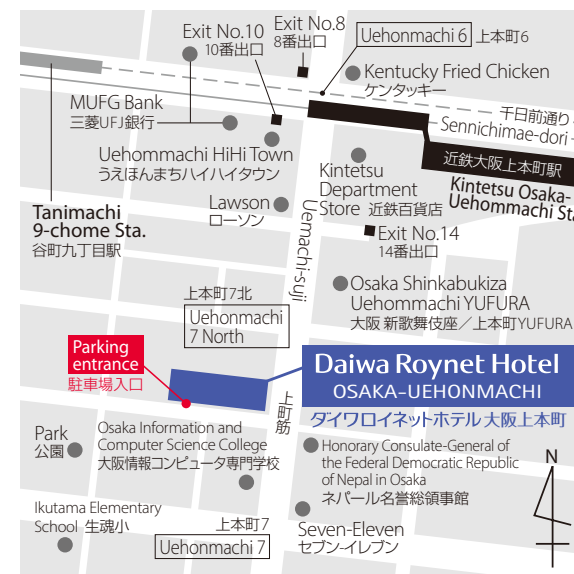 Exit No.10
10番出口
Exit No.8
8番出口
Uehonmachi 6 上本町6
Kentucky Fried Chicken
ケンタッキー
MUFG Bank
三菱UFJ銀行
千日前通り
Sennichimae-dori
Uehommachi HiHi Town
うえほんまちハイハイタウン
近鉄大阪上本町駅
Kintetsu Osaka-
Uehommachi Sta
Kintetsu
Department
Store 近鉄百貨店
Lawson
ローソン
Tanimachi
9-chome Sta.
谷町九丁目駅
Uemachi-suji
Exit No.14
14番出口
Osaka Shinkabukiza
Uehommachi YUFURA
大阪 新歌舞伎座／上本町YUFURA
上本町7北
Uehonmachi
7 North
Parking
entrance
駐車場入口
Daiwa Roynet Hotel
OSAKA-UEHONMACHI
ダイワロイネットホテル 大阪上本町
上町筋
Park
公園
Osaka Information and
Computer Science College
大阪情報コンピュータ専門学校
Honorary Consulate-General of
the Federal Democratic Republic
of Nepal in Osaka
ネパール名誉総領事館
N
Ikutama Elementary
School 生魂小
上本町7
Uehonmachi 7
Seven-Eleven
セブン-イレブン